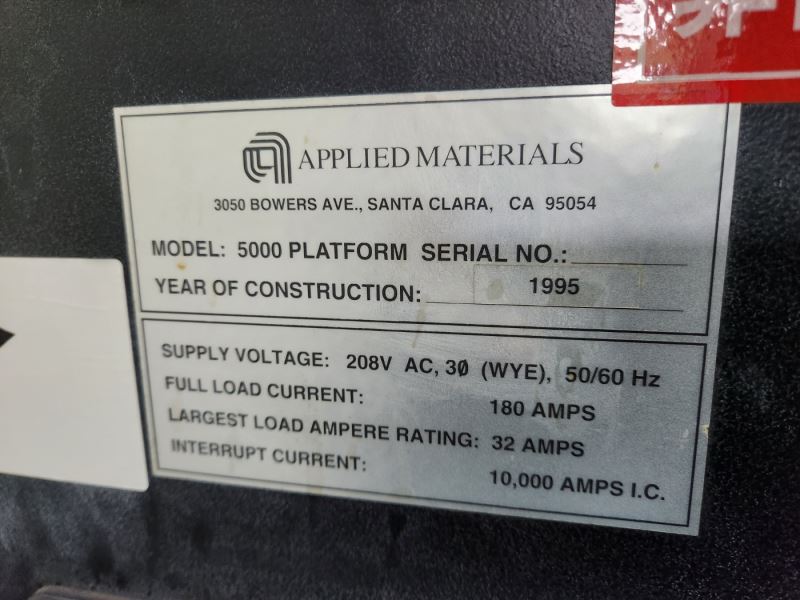 APPLIED MATERIALS
3050 BOWERS AVE., SANTA CLARA, CA 95054
MODEL: 5000 PLATFORM SERIAL NO.:
YEAR OF CONSTRUCTION: 1995
SUPPLY VOLTAGE: 208V AC, 3Ø (WYE), 50/60 Hz
FULL LOAD CURRENT: 180 AMPS
LARGEST LOAD AMPERE RATING: 32 AMPS
INTERRUPT CURRENT: 10,000 AMPS I.C.